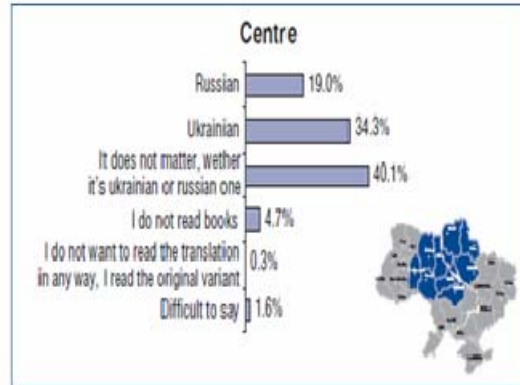 Centre
Russian
19.0%
Ukrainian
34.3%
It does not matter, wether
it's ukrainian or russian one
40.1%
I do not read books
4.7%
I do not want to read the translation
in any way, I read the original variant
0.3%
Difficult to say
1.6%